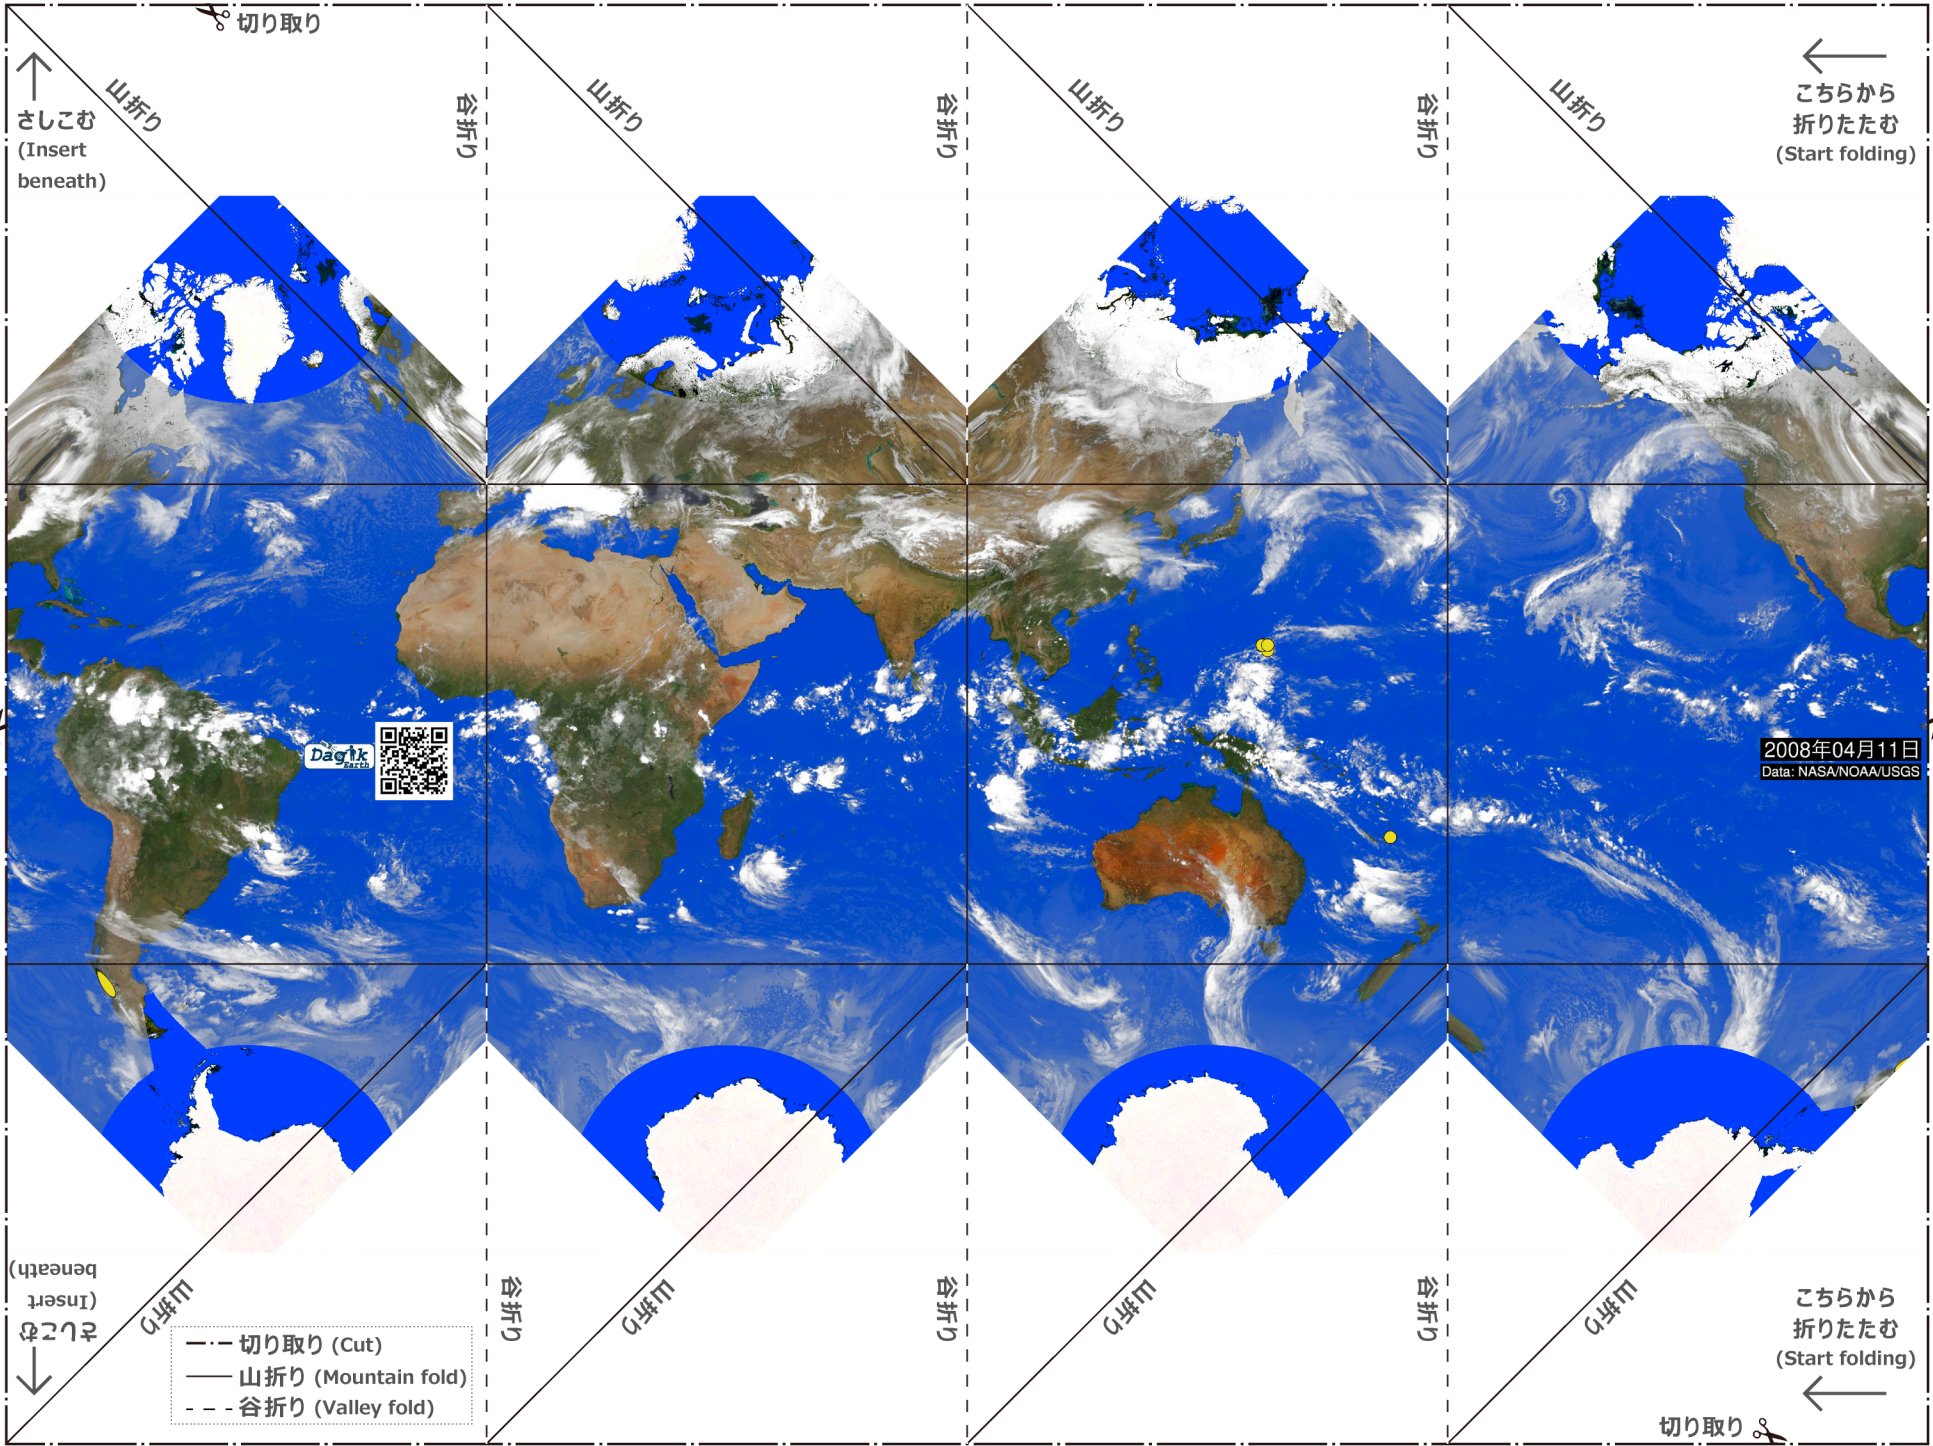 切り取り
山折り
谷折り
山折り
谷折り
山折り
谷折り
山折り
さしこむ
(Insert
beneath)
こちらから
折りたたむ
(Start folding)
Dagik
Earth
2008年04月11日
Data: NASA/NOAA/USGS
さしこむ
(Insert
beneath)
山折り
谷折り
山折り
谷折り
山折り
谷折り
山折り
こちらから
折りたたむ
(Start folding)
切り取り (Cut)
山折り (Mountain fold)
谷折り (Valley fold)
切り取り